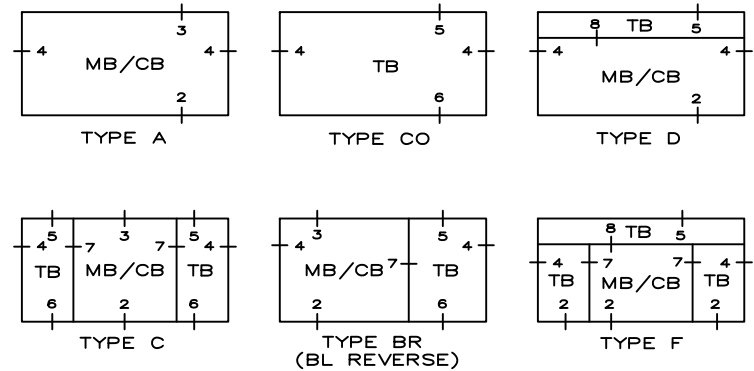 3
4 MB/CB 4
2
TYPE A
5
4 TB 4
6
TYPE CO
8 TB 5
4 4
MB/CB
2
TYPE D
5 3 5
4 7 7 4
TB MB/CB TB
6 2 6
TYPE C
3 5
4 4
MB/CB 7 TB
2 6
TYPE BR
(BL REVERSE)
8 TB 5
4 7 7 4
TB MB/CB TB
2 2 2
TYPE F